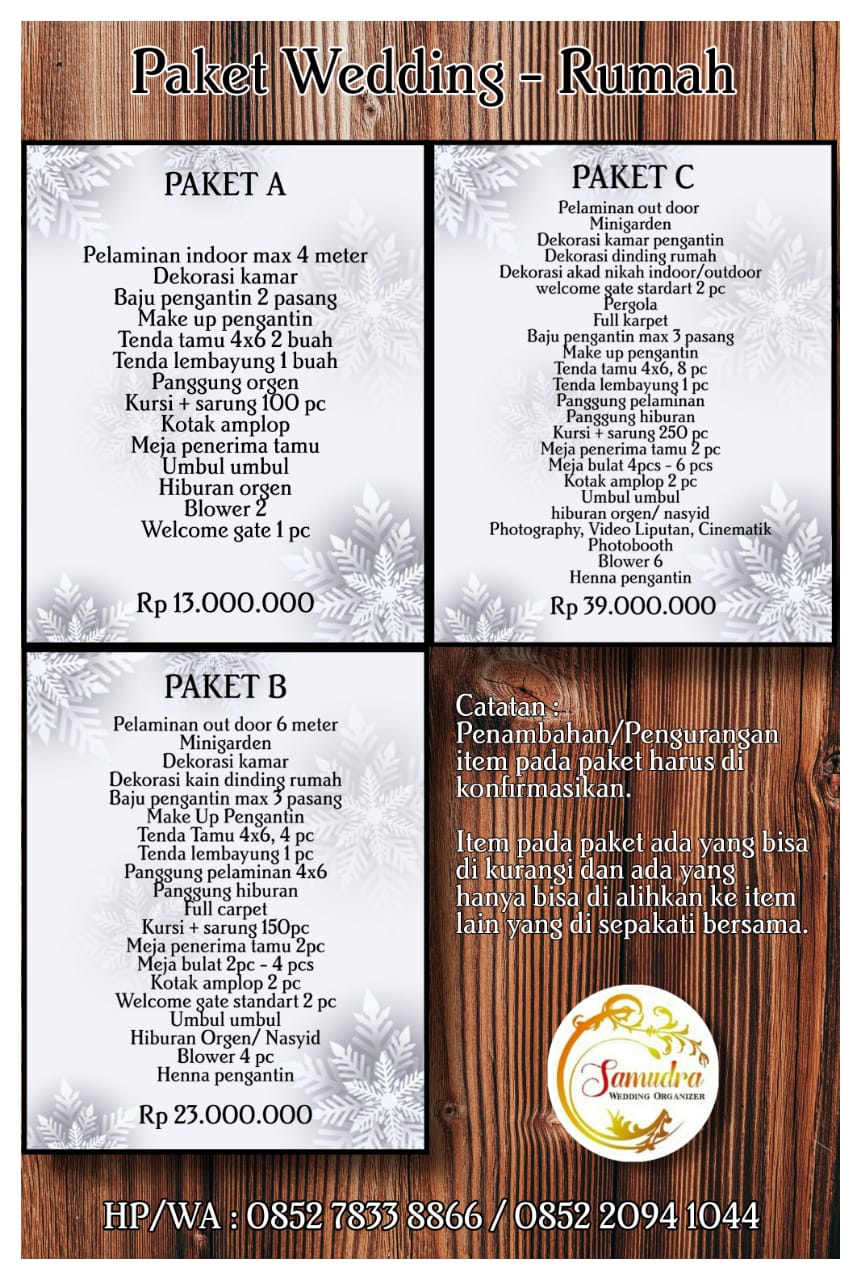 Paket Wedding - Rumah
PAKET A
Pelaminan indoor max 4 meter
Dekorasi kamar
Baju pengantin 2 pasang
Make up pengantin
Tenda tamu 4x6 2 buah
Tenda lembayung 1 buah
Panggung orgen
Kursi + sarung 100 pc
Kotak amplop
Meja penerima tamu
Umbul umbul
Hiburan orgen
Blower 2
Welcome gate 1 pc
Rp 13.000.000
PAKET C
Pelaminan out door
Minigarden
Dekorasi kamar pengantin
Dekorasi dinding rumah
Dekorasi akad nikah indoor/outdoor
welcome gate stardart 2 pc
Pergola
Full karpet
Baju pengantin max 3 pasang
Make up pengantin
Tenda tamu 4x6, 8 pc
Tenda lembayung 1 pc
Panggung pelaminan
Panggung hiburan
Kursi + sarung 250 pc
Meja penerima tamu 2 pc
Meja bulat 4pcs - 6 pcs
Kotak amplop 2 pc
Umbul umbul
hiburan orgen/ nasyid
Photography, Video Liputan, Cinematik
Photobooth
Blower 6
Henna pengantin
Rp 39.000.000
PAKET B
Pelaminan out door 6 meter
Minigarden
Dekorasi kamar
Dekorasi kain dinding rumah
Baju pengantin max 3 pasang
Make Up Pengantin
Tenda Tamu 4x6, 4 pc
Tenda lembayung 1 pc
Panggung pelaminan 4x6
Panggung hiburan
Full carpet
Kursi + sarung 150pc
Meja penerima tamu 2pc
Meja bulat 2pc - 4 pcs
Kotak amplop 2 pc
Welcome gate standart 2 pc
Umbul umbul
Hiburan Orgen/ Nasyid
Blower 4 pc
Henna pengantin
Rp 23.000.000
Catatan :
Penambahan/Pengurangan
item pada paket harus di
konfirmasikan.
Item pada paket ada yang bisa
di kurangi dan ada yang
hanya bisa di alihkan ke item
lain yang di sepakati bersama.
Samudra
WEDDING ORGANIZER
HP/WA : 0852 7833 8866 / 0852 2094 1044